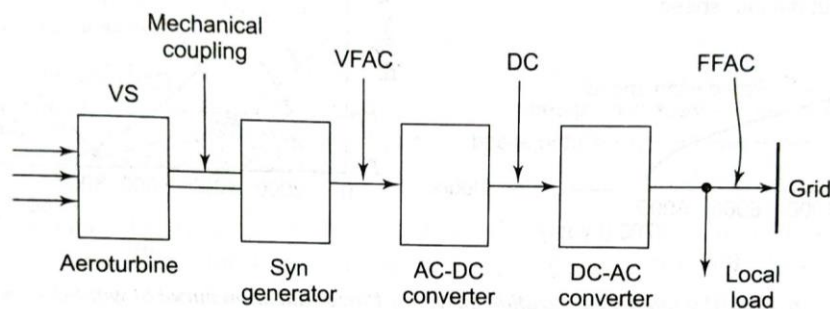 Mechanical
coupling
VS
VFAC
DC
FFAC
Grid
Aeroturbine
Syn
generator
AC-DC
converter
DC-AC
converter
Local
load